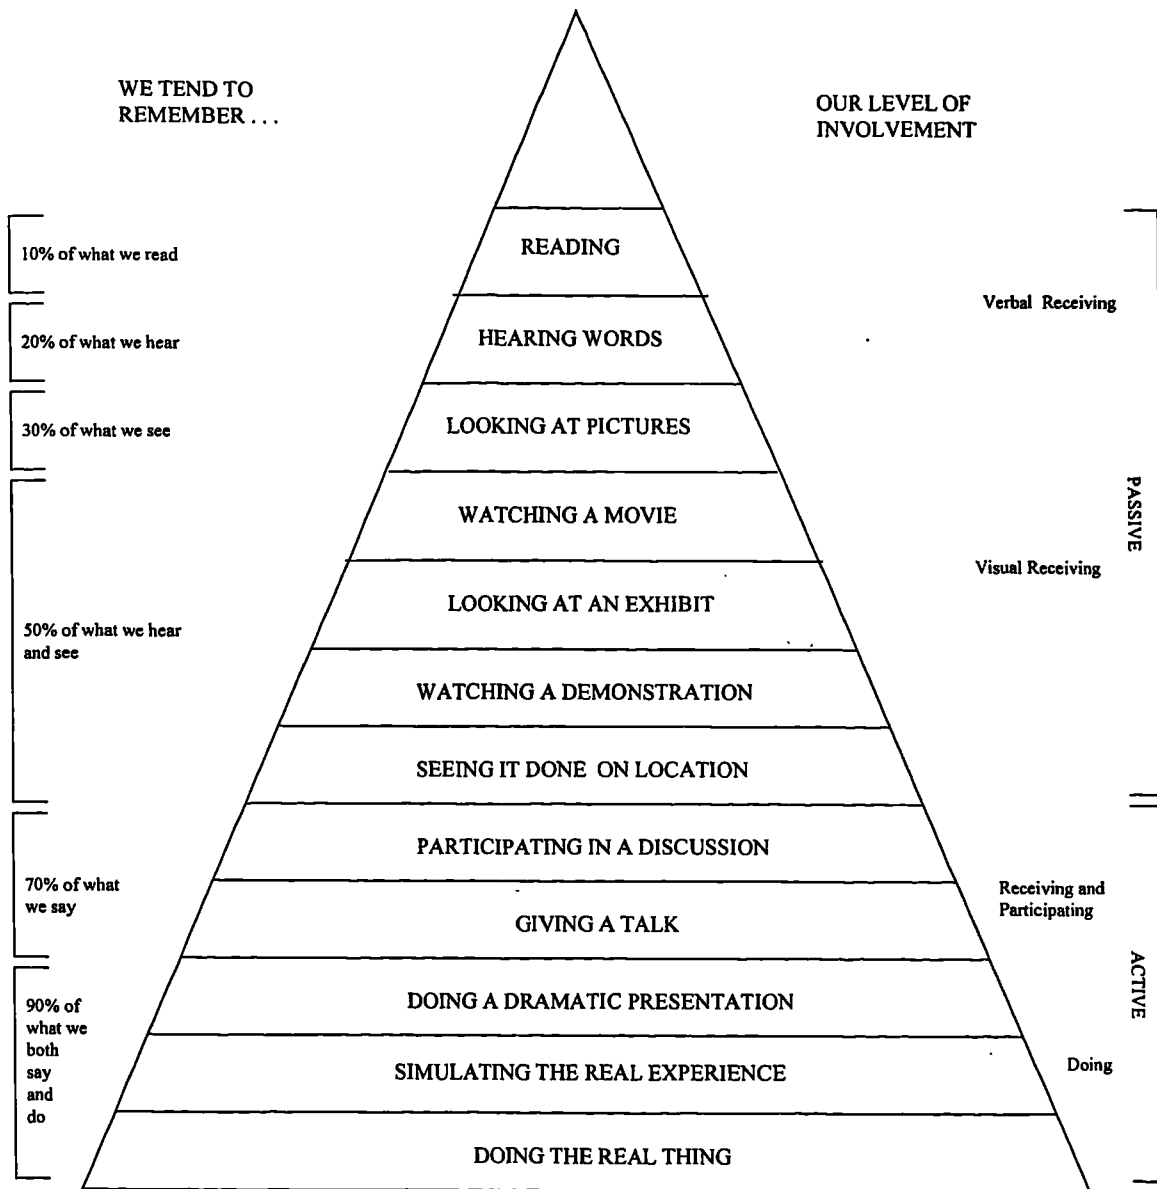 WE TEND TO
REMEMBER . . .
OUR LEVEL OF
INVOLVEMENT
10% of what we read
READING
Verbal Receiving
20% of what we hear
HEARING WORDS
30% of what we see
LOOKING AT PICTURES
WATCHING A MOVIE
PASSIVE
Visual Receiving
LOOKING AT AN EXHIBIT
50% of what we hear
and see
WATCHING A DEMONSTRATION
SEEING IT DONE ON LOCATION
PARTICIPATING IN A DISCUSSION
70% of what
we say
Receiving and
Participating
GIVING A TALK
ACTIVE
DOING A DRAMATIC PRESENTATION
90% of
what we
both
say
and
do
SIMULATING THE REAL EXPERIENCE
Doing
DOING THE REAL THING